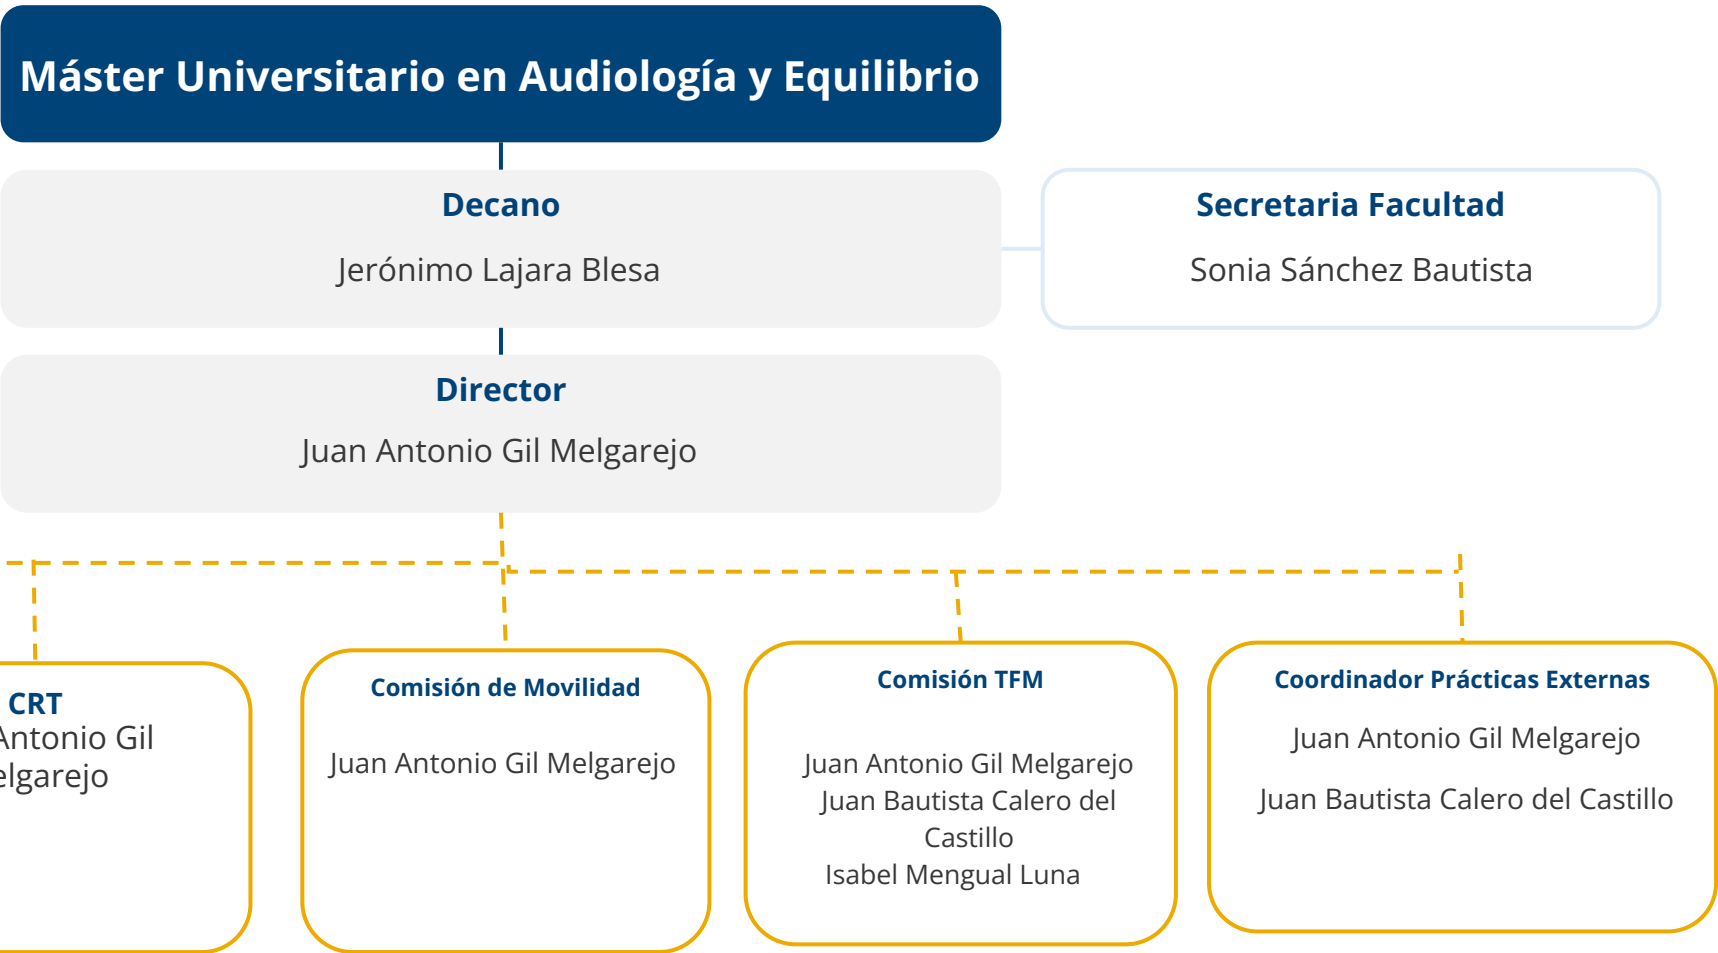 Máster Universitario en Audiología y Equilibrio
Decano
Jerónimo Lajara Blesa
Secretaria Facultad
Sonia Sánchez Bautista
Director
Juan Antonio Gil Melgarejo
CRT
Antonio Gil
elgarejo
Comisión de Movilidad
Juan Antonio Gil Melgarejo
Comisión TFM
Juan Antonio Gil Melgarejo
Juan Bautista Calero del
Castillo
Isabel Mengual Luna
Coordinador Prácticas Externas
Juan Antonio Gil Melgarejo
Juan Bautista Calero del Castillo